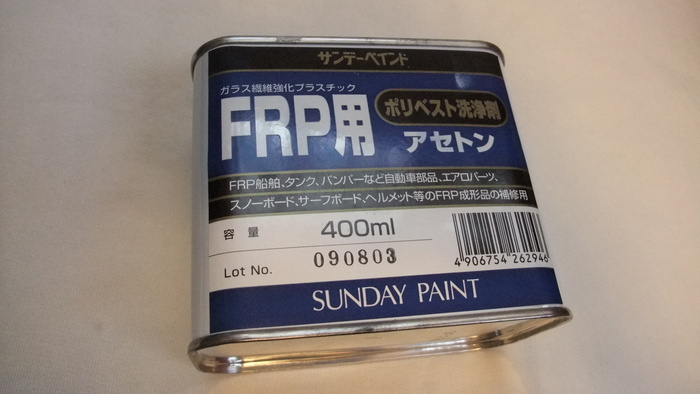 サンデーペイント
ガラス繊維強化プラスチック
FRP用
ポリベスト洗浄剤
アセトン
FRP船舶、タンク、バンパーなど自動車部品、エアロパーツ、
スノーボード、サーフボード、ヘルメット等のFRP成形品の補修用
容量 400ml
Lot No. 090803
4 906754 262946
SUNDAY PAINT